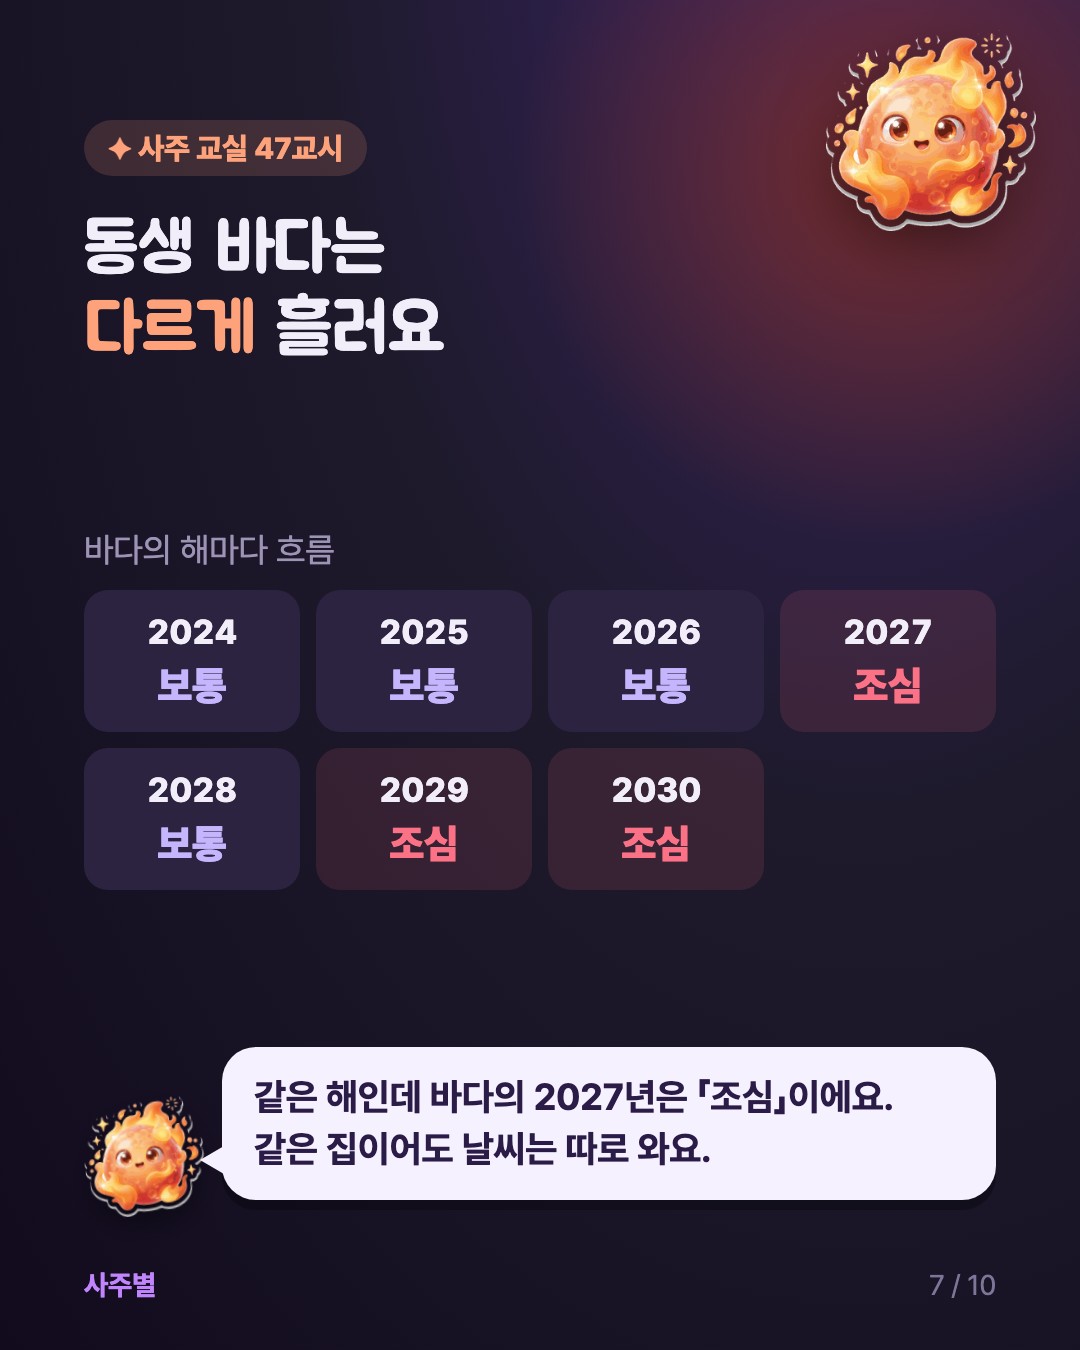 ✦ 사주 교실 47교시
동생 바다는
다르게 흘러요
바다의 해마다 흐름
2024 2025 2026 2027
보통 보통 보통 조심
2028 2029 2030
보통 조심 조심
같은 해인데 바다의 2027년은 「조심」이에요.
같은 집이어도 날씨는 따로 와요.
사주별
7 / 10